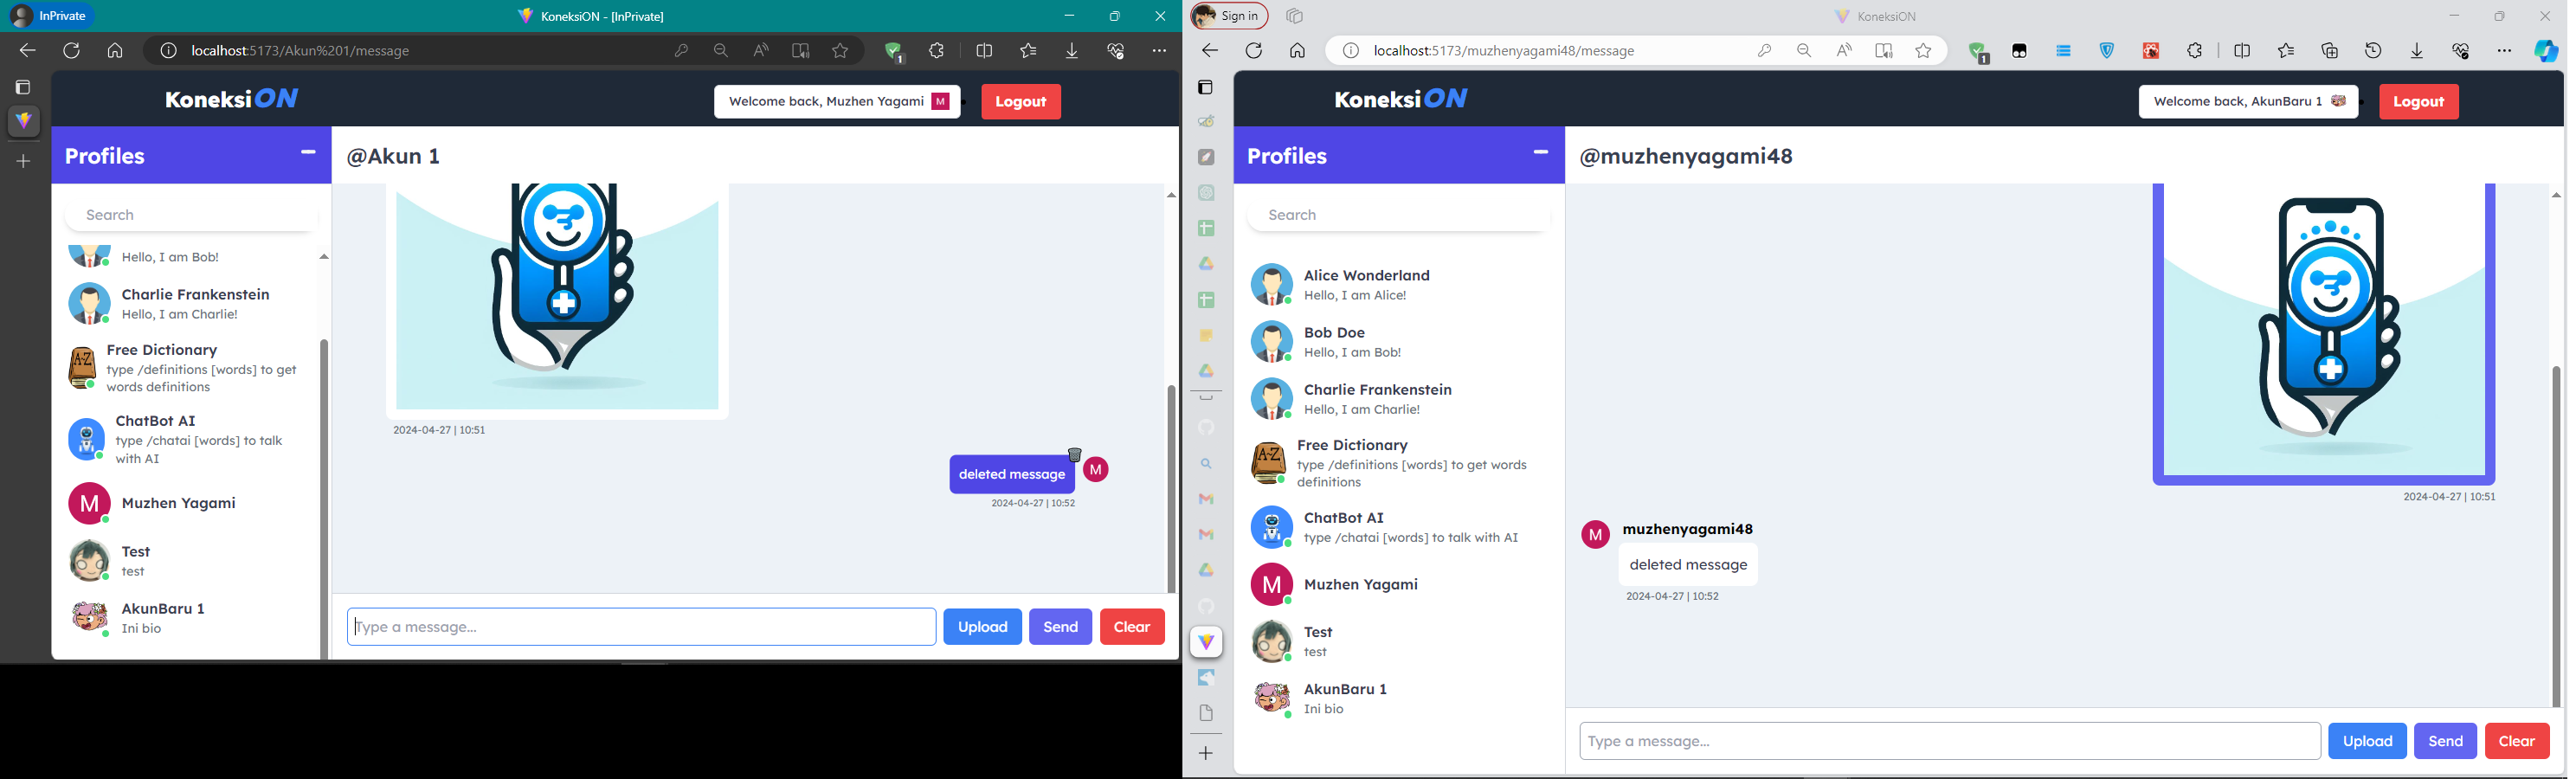 InPrivate
KoneksiON - [InPrivate]
localhost:5173/Akun%201/message
1
KoneksiON
Welcome back, Muzhen Yagami M
Logout
Profiles
@Akun 1
Search
Hello, I am Bob!
Charlie Frankenstein
Hello, I am Charlie!
A-Z
Free Dictionary
type /definitions [words] to get
words definitions
ChatBot AI
type /chatai [words] to talk
with AI
M
Muzhen Yagami
Test
test
AkunBaru 1
Ini bio
2024-04-27 | 10:51
deleted message
M
2024-04-27 | 10:52
Type a message...
Upload
Send
Clear
Sign in
KoneksiON
localhost:5173/muzhenyagami48/message
1
KoneksiON
Welcome back, AkunBaru 1
Logout
Profiles
@muzhenyagami48
Search
Alice Wonderland
Hello, I am Alice!
Bob Doe
Hello, I am Bob!
Charlie Frankenstein
Hello, I am Charlie!
A-Z
Free Dictionary
type /definitions [words] to get words
definitions
ChatBot AI
type /chatai [words] to talk with AI
M
Muzhen Yagami
Test
test
AkunBaru 1
Ini bio
2024-04-27 | 10:51
M
muzhenyagami48
deleted message
2024-04-27 | 10:52
Type a message...
Upload
Send
Clear